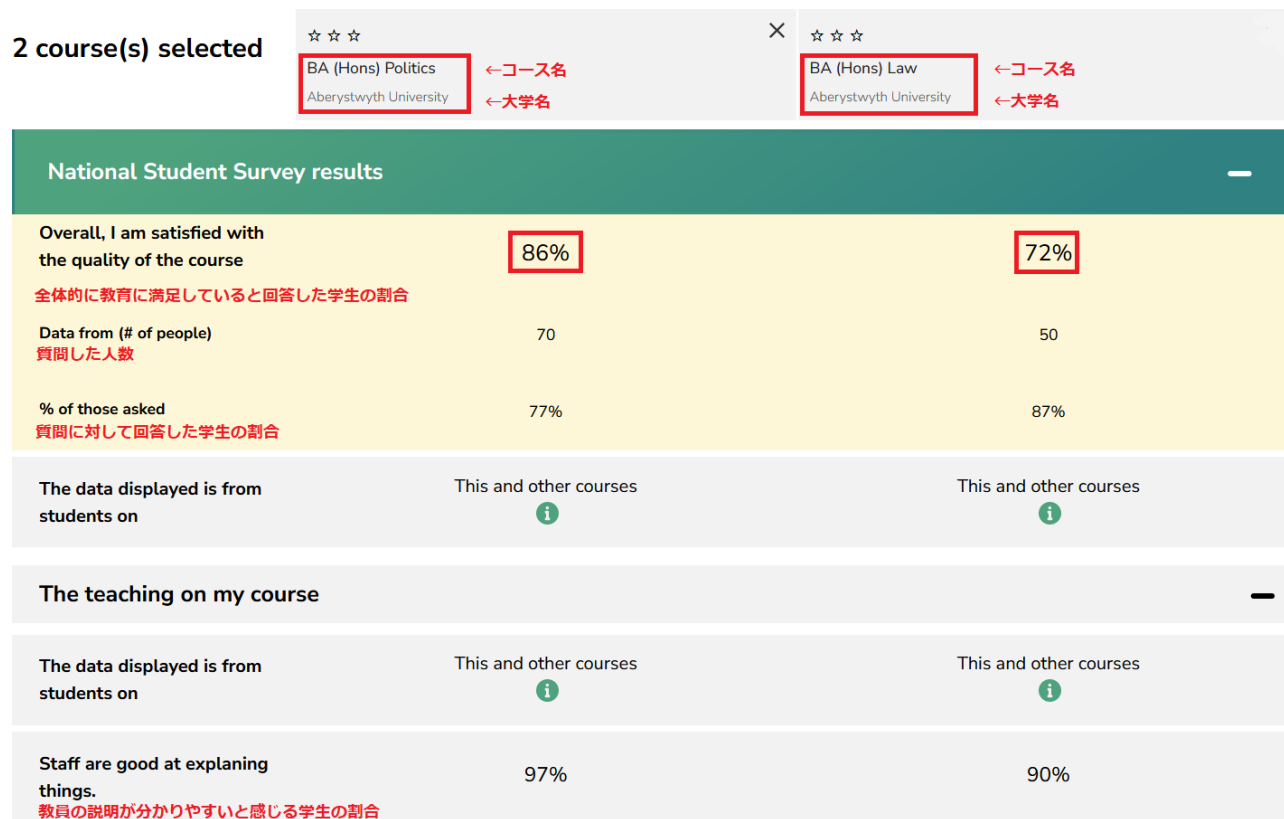 2 course(s) selected
☆ ☆ ☆
BA (Hons) Politics ←コース名
Aberystwyth University ←大学名
☆ ☆ ☆
BA (Hons) Law ←コース名
Aberystwyth University ←大学名
National Student Survey results
Overall, I am satisfied with
the quality of the course
86% 72%
全体的に教育に満足していると回答した学生の割合
Data from (# of people) 70 50
質問した人数
% of those asked 77% 87%
質問に対して回答した学生の割合
The data displayed is from
students on
This and other courses This and other courses
The teaching on my course
The data displayed is from
students on
This and other courses This and other courses
Staff are good at explaning
things.
97% 90%
教員の説明が分かりやすいと感じる学生の割合